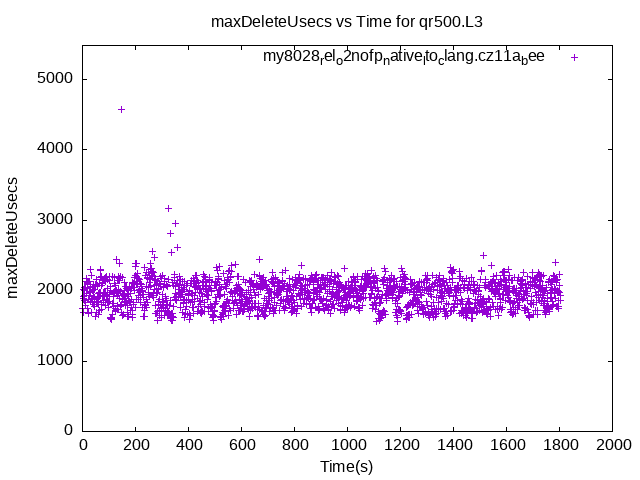 maxDeleteUsecs vs Time for qr500.L3
my8028relo2nofpnativeltoclang.cz11abee
5000
4000
3000
2000
1000
0
maxDeleteUsecs
0 200 400 600 800 1000 1200 1400 1600 1800 2000
Time(s)